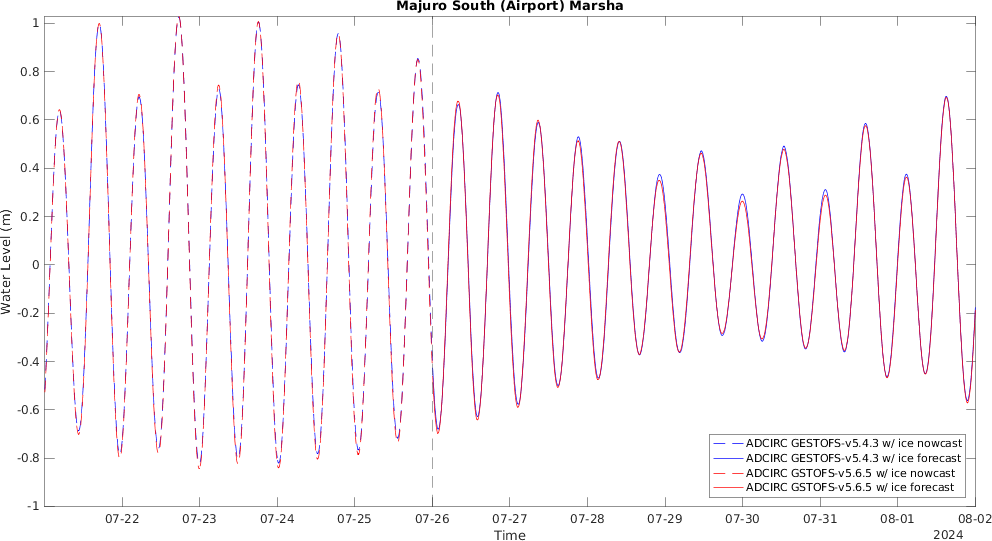 Majuro South (Airport) Marsha
Water Level (m)
1
0.8
0.6
0.4
0.2
0
-0.2
-0.4
-0.6
-0.8
-1
ADCIRC GESTOFS-v5.4.3 w/ ice nowcast
ADCIRC GESTOFS-v5.4.3 w/ ice forecast
ADCIRC GSTOFS-v5.6.5 w/ ice nowcast
ADCIRC GSTOFS-v5.6.5 w/ ice forecast
07-22 07-23 07-24 07-25 07-26 07-27 07-28 07-29 07-30 07-31 08-01 08-02
Time
2024